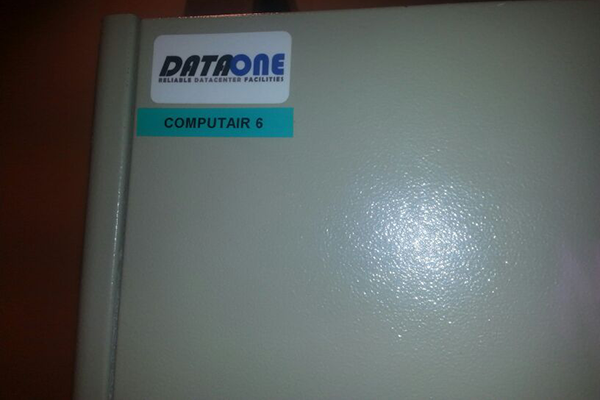 DATAONE
RELIABLE DATACENTER FACILITIES
COMPUTAIR 6